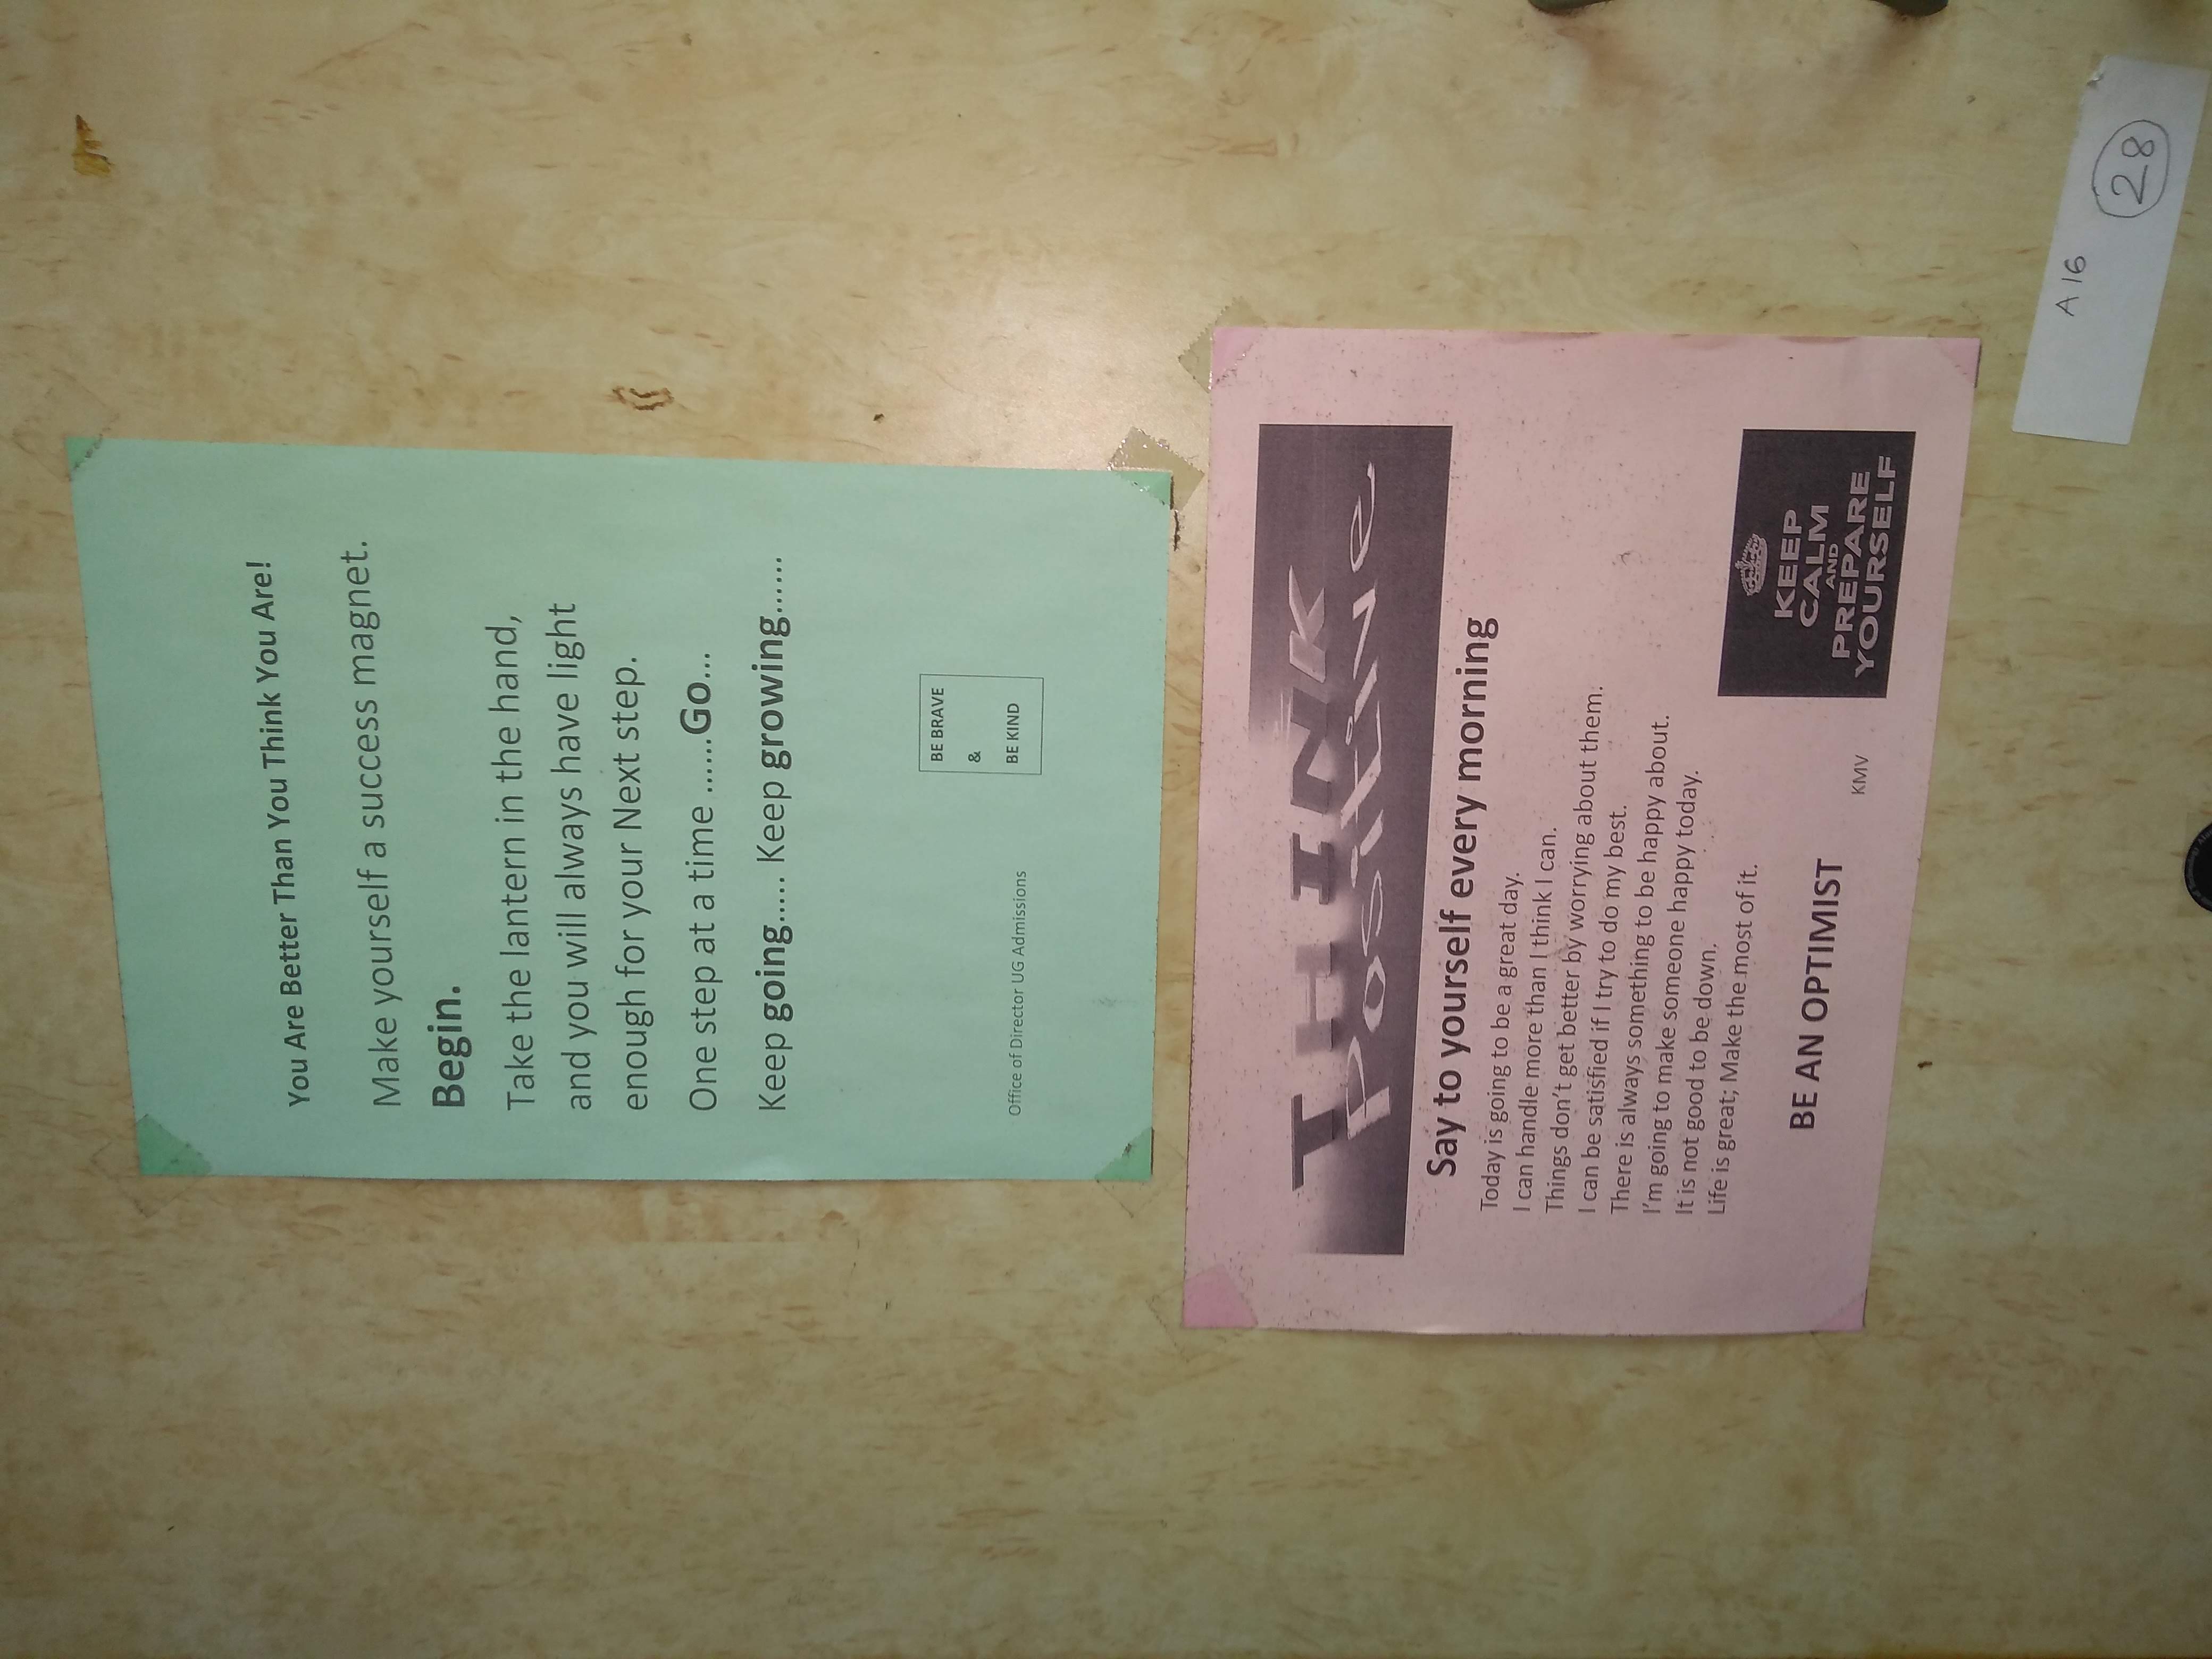 You Are Better Than You Think You Are!
Make yourself a success magnet.
Begin.
Take the lantern in the hand,
and you will always have light
enough for your Next step.
One step at a time ......Go...
Keep going..... Keep growing......
BE BRAVE
&
BE KIND
Office of Director UG Admissions
THINK
Positive
Say to yourself every morning
Today is going to be a great day.
I can handle more than I think I can.
Things don't get better by worrying about them.
I can be satisfied if I try to do my best.
There is always something to be happy about.
I'm going to make someone happy today.
It is not good to be down.
Life is great; Make the most of it.
BE AN OPTIMIST
KMV
KEEP
CALM
AND
PREPARE
YOURSELF
A 16
28
of Technology